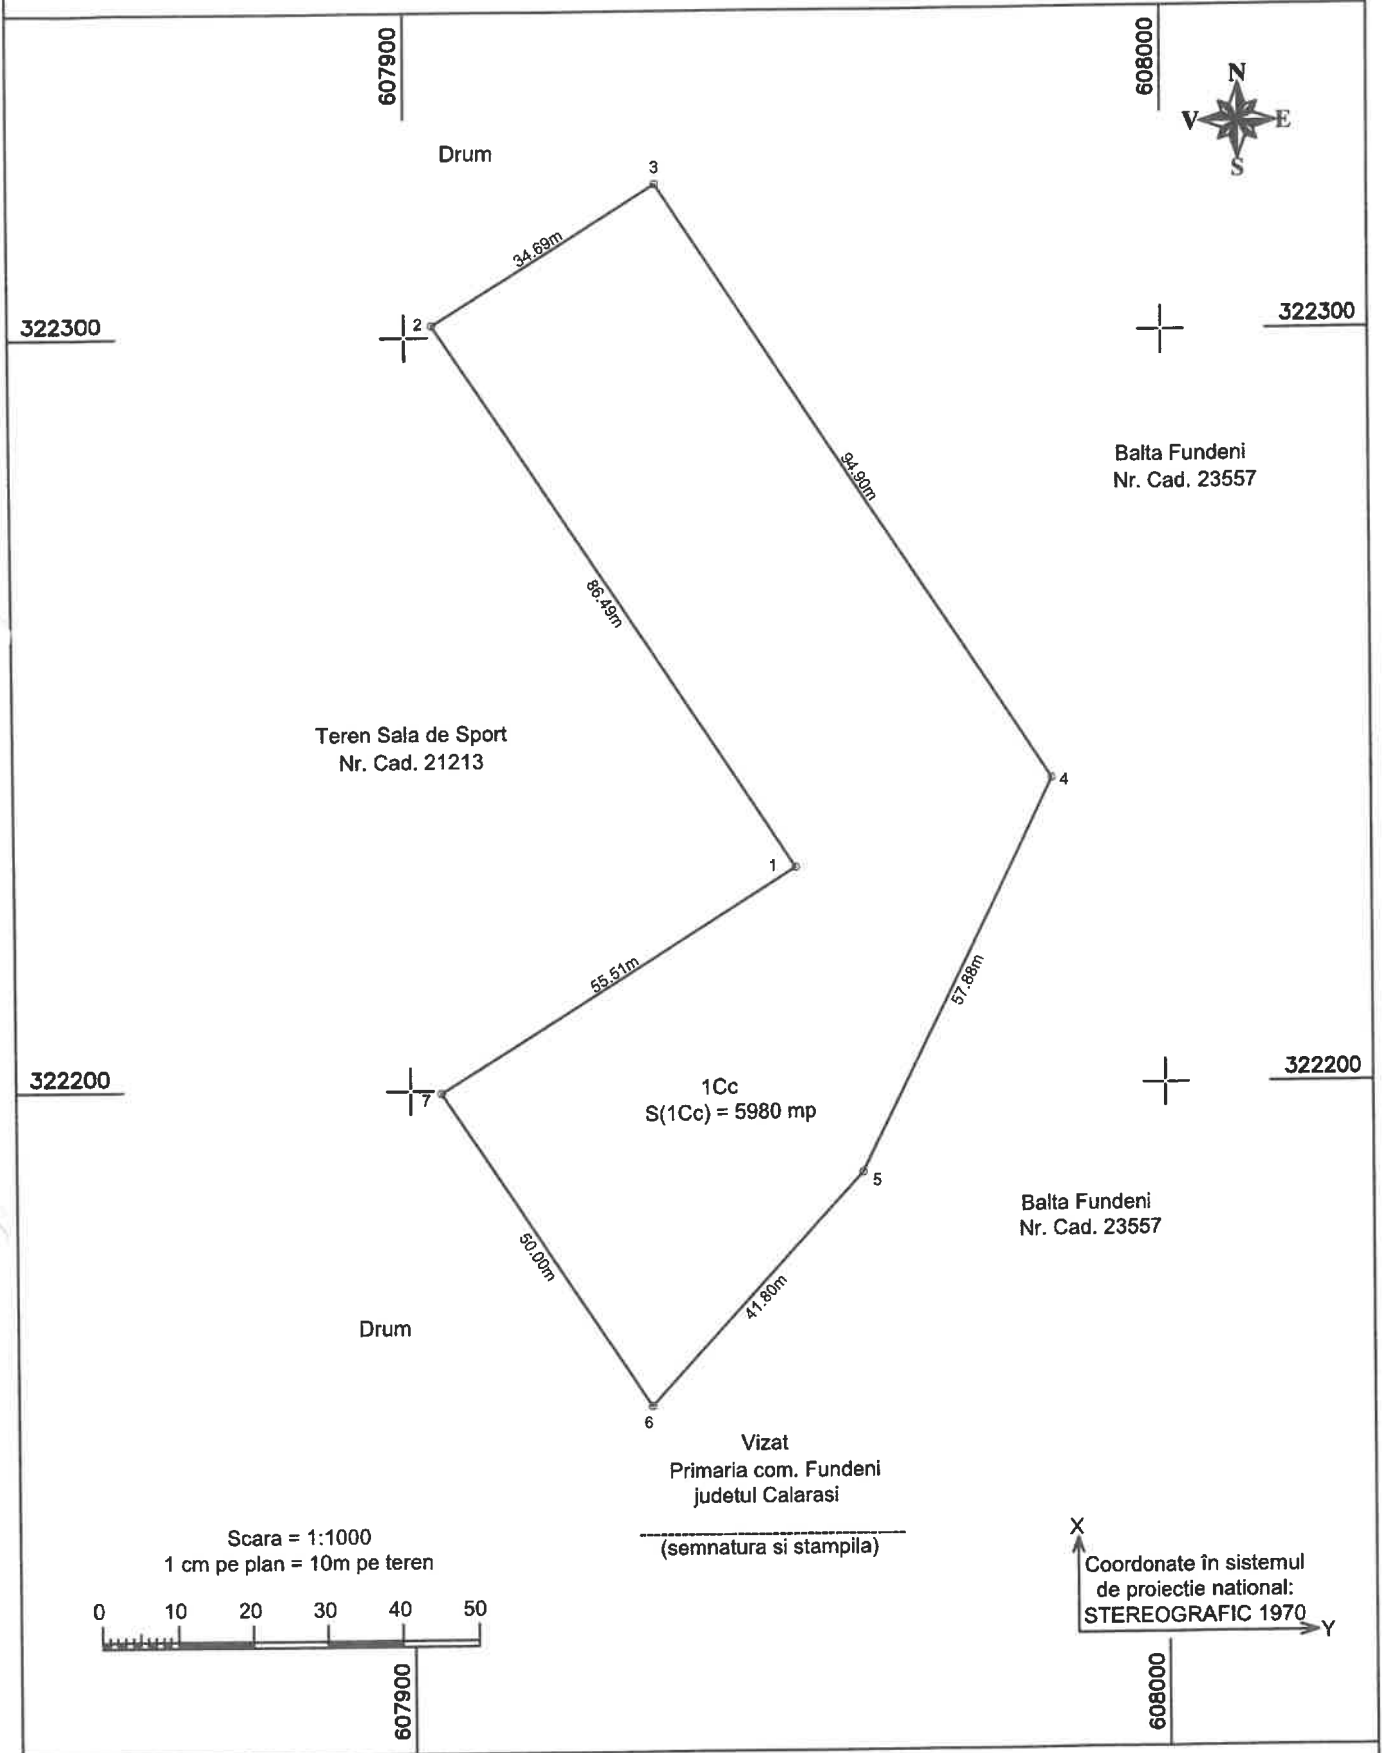 607900
608000
N
V
E
S
Drum
3
34.69m
2
322300
322300
Balta Fundeni
Nr. Cad. 23557
94.90m
86.49m
Teren Sala de Sport
Nr. Cad. 21213
4
1
55.51m
57.88m
322200
322200
7
1Cc
S(1Cc) = 5980 mp
5
Balta Fundeni
Nr. Cad. 23557
50.00m
41.80m
Drum
6
Vizat
Primaria com. Fundeni
judetul Calarasi
(semnatura si stampila)
Scara = 1:1000
1 cm pe plan = 10m pe teren
0 10 20 30 40 50
X
Coordonate în sistemul
de proiectie national:
STEREOGRAFIC 1970
Y
607900
608000